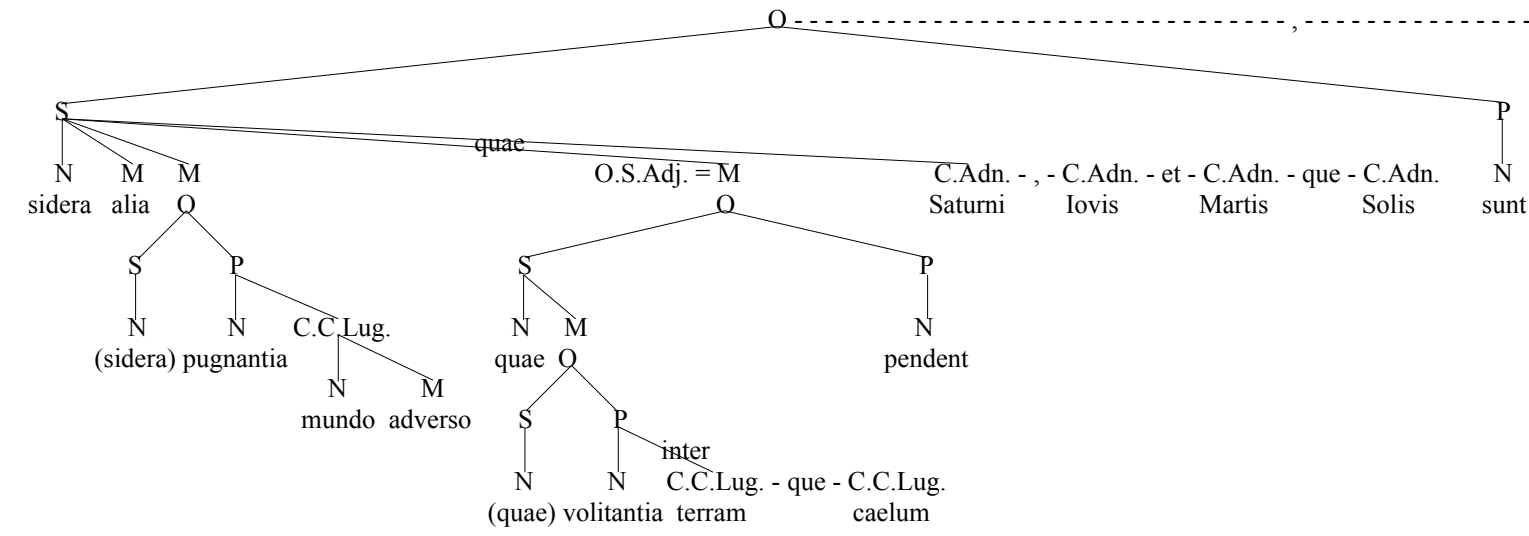 O - - - - - - - - - - - - - - - - - - - - - - - - - - - - - - - - - - - , - - - - - - - - - - - - - - - -
S P
quae
N M M O.S.Adj. = M C.Adn. - , - C.Adn. - et - C.Adn. - que - C.Adn. N
sidera alia O O Saturni Iovis Martis Solis sunt
S P S P
N N C.C.Lug. N M N
(sidera) pugnantia quae O pendent
N M
mundo adverso
S P
inter
N N C.C.Lug. - que - C.C.Lug.
(quae) volitantia terram caelum